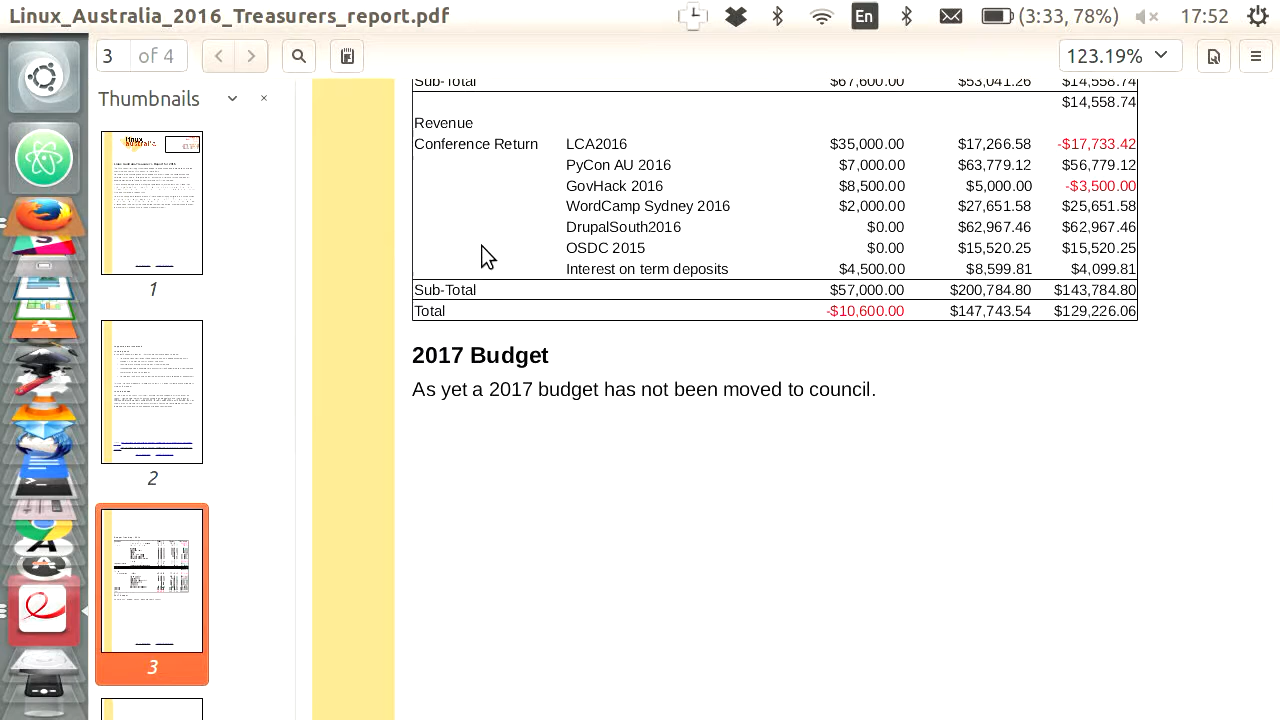 Linux_Australia_2016_Treasurers_report.pdf En (3:33, 78%) 17:52
3 of 4 123.19%
Thumbnails
1
2
3
Sub-Total $67,600.00 $53,041.26 $14,558.74
$14,558.74
Revenue
Conference Return LCA2016 $35,000.00 $17,266.58 -$17,733.42
PyCon AU 2016 $7,000.00 $63,779.12 $56,779.12
GovHack 2016 $8,500.00 $5,000.00 -$3,500.00
WordCamp Sydney 2016 $2,000.00 $27,651.58 $25,651.58
DrupalSouth2016 $0.00 $62,967.46 $62,967.46
OSDC 2015 $0.00 $15,520.25 $15,520.25
Interest on term deposits $4,500.00 $8,599.81 $4,099.81
Sub-Total $57,000.00 $200,784.80 $143,784.80
Total -$10,600.00 $147,743.54 $129,226.06
2017 Budget
As yet a 2017 budget has not been moved to council.